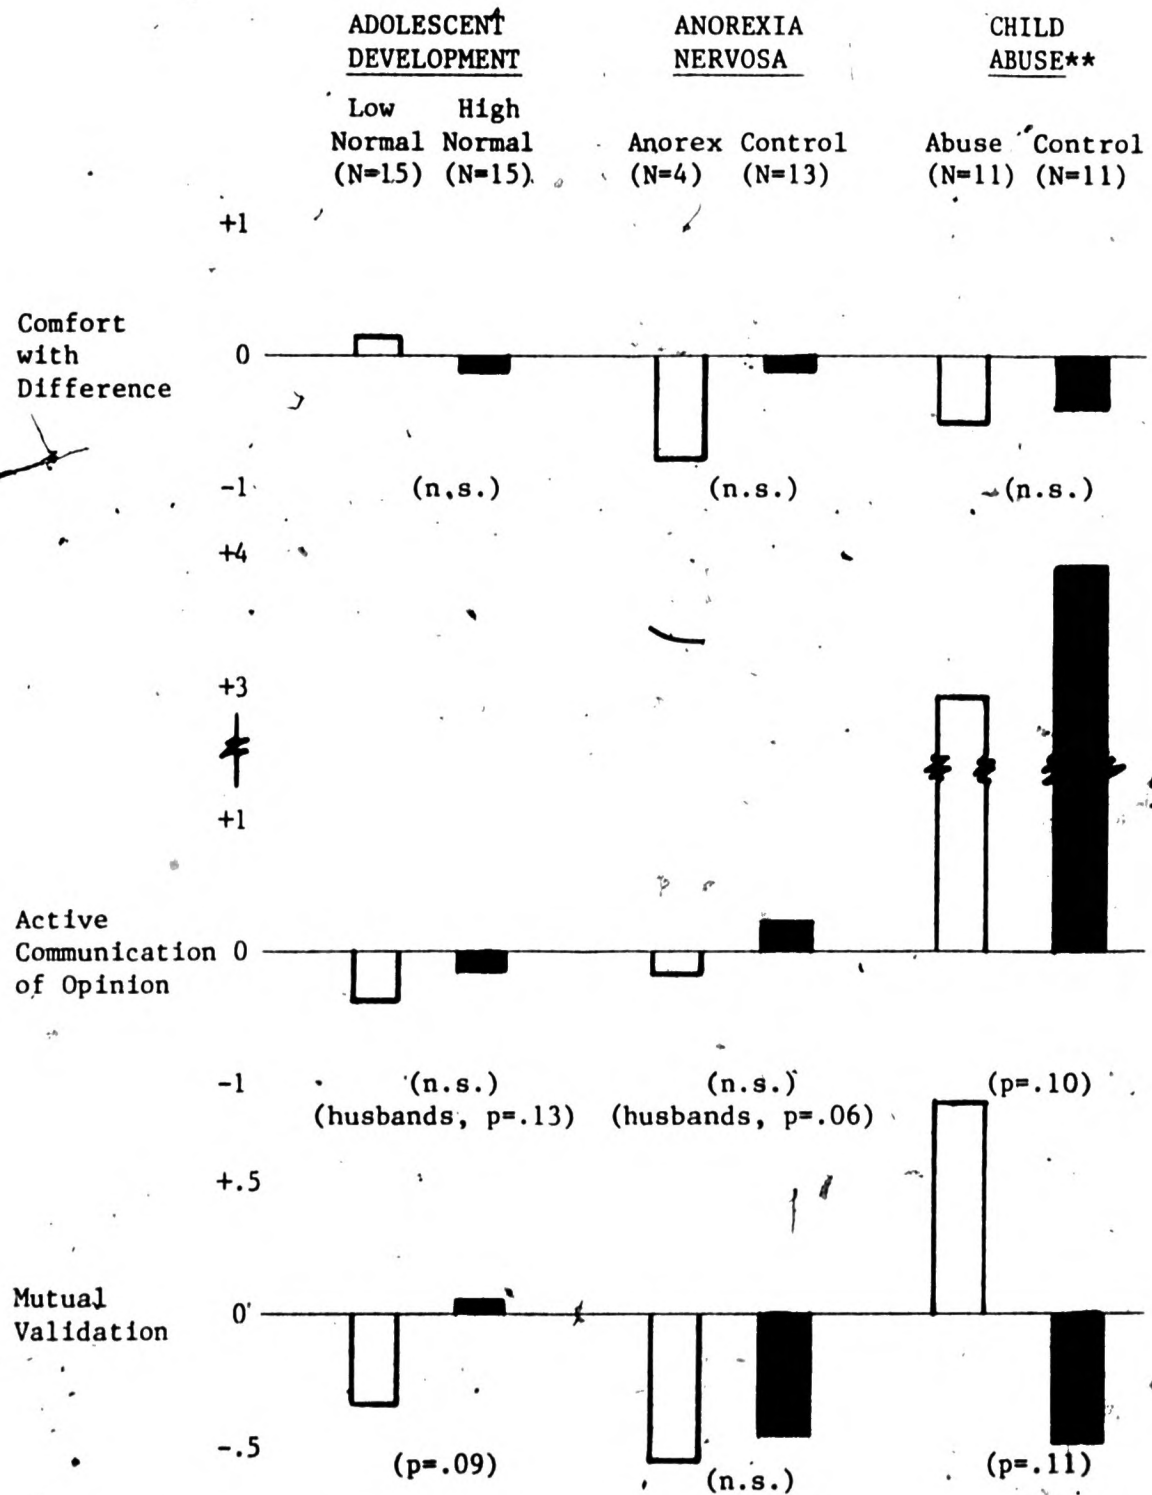 ADOLESCENT ANOREXIA CHILD
DEVELOPMENT NERVOSA ABUSE**
Low High
Normal Normal Anorex Control Abuse Control
(N=15) (N=15) (N=4) (N=13) (N=11) (N=11)
+1
Comfort
with
Difference
0
-1 (n.s.) (n.s.) (n.s.)
+4
+3
+1
Active
Communication
of Opinion
0
-1 (n.s.) (n.s.) (p=.10)
(husbands, p=.13) (husbands, p=.06)
+.5
Mutual
Validation
0
-.5
(p=.09) (n.s.) (p=.11)